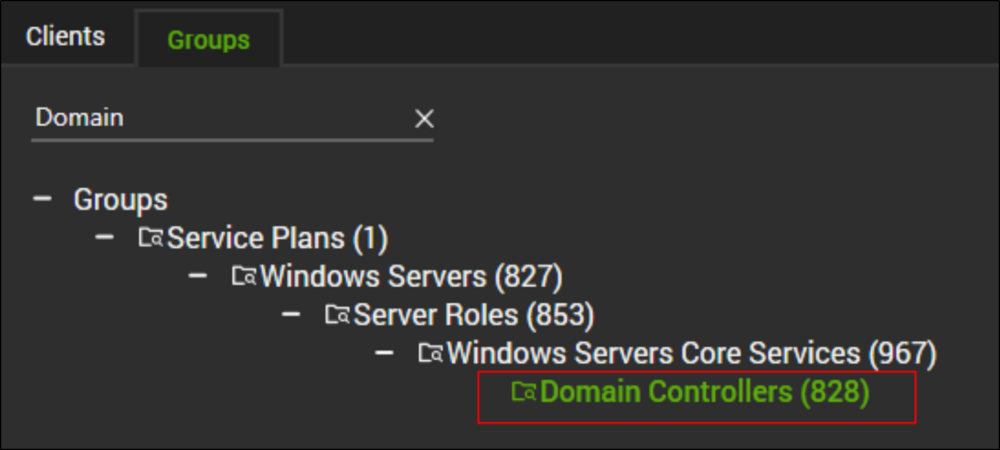 Clients Groups
Domain
Groups
Service Plans (1)
Windows Servers (827)
Server Roles (853)
Windows Servers Core Services (967)
Domain Controllers (828)